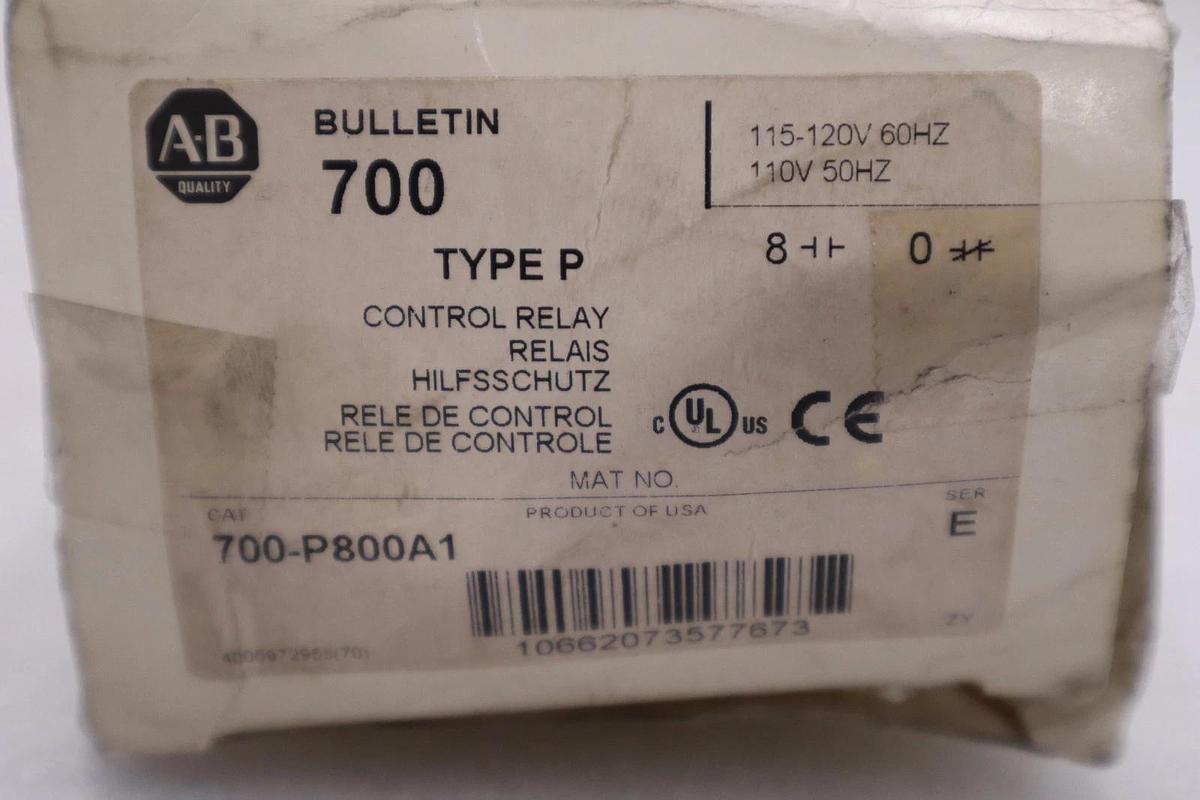 A-B
QUALITY
BULLETIN
700
TYPE P
CONTROL RELAY
RELAIS
HILFSSCHUTZ
RELE DE CONTROL
RELE DE CONTROLE
115-120V 60HZ
110V 50HZ
8 0
C UL US CE
MAT NO.
CAT
PRODUCT OF USA
SER
700-P800A1
E
10662073577673
ZY